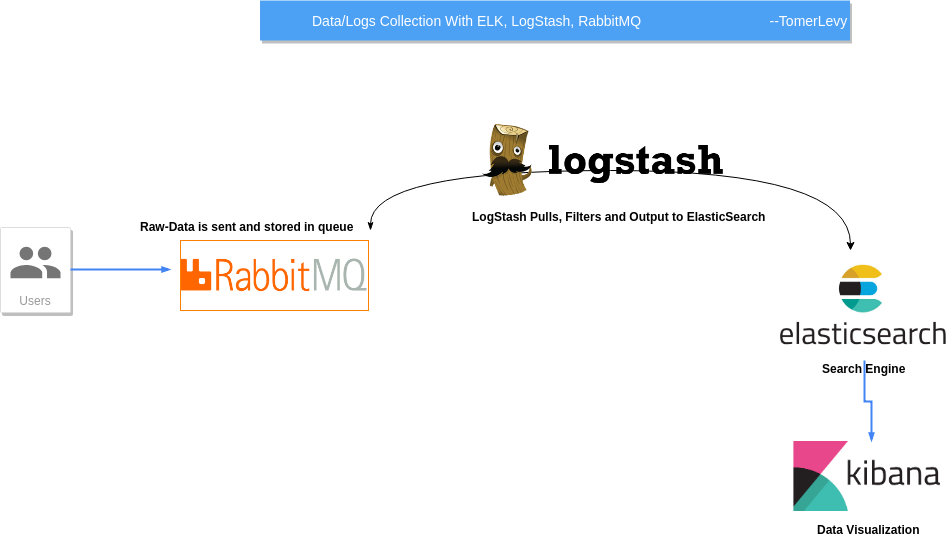 Data/Logs Collection With ELK, LogStash, RabbitMQ --TomerLevy
logstash
LogStash Pulls, Filters and Output to ElasticSearch
Raw-Data is sent and stored in queue
RabbitMQ
Users
elasticsearch
Search Engine
kibana
Data Visualization